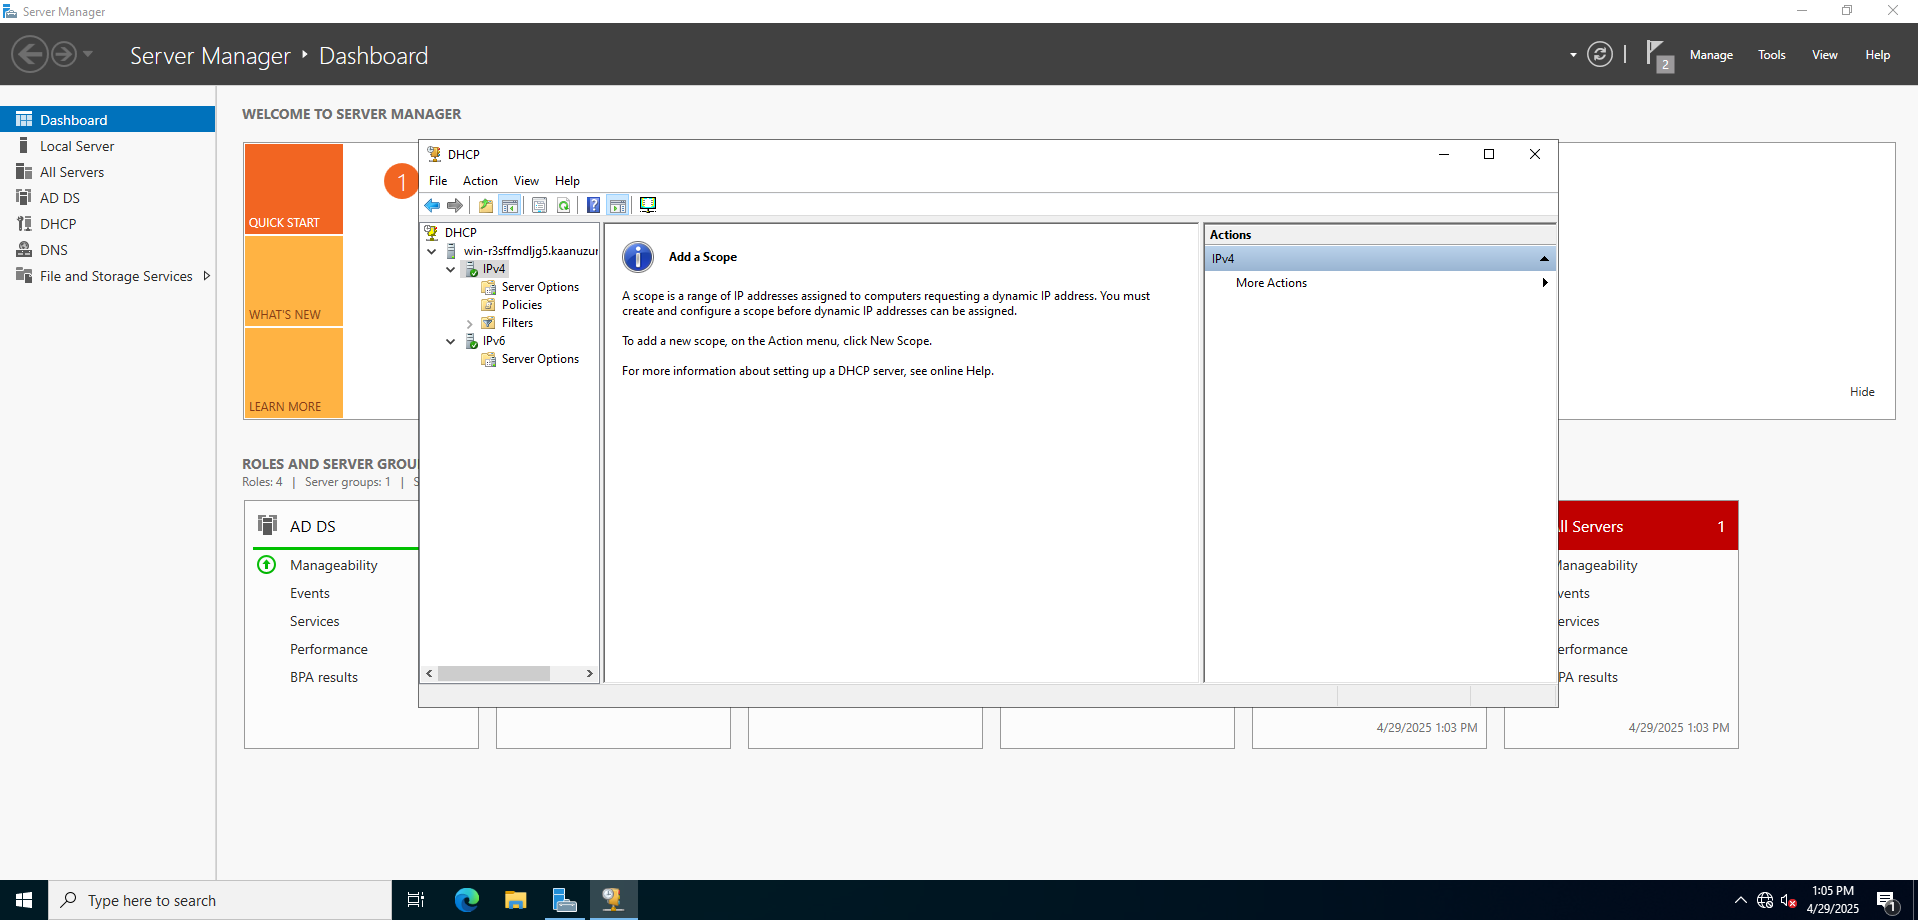 Server Manager
Server Manager ‣ Dashboard
2
Manage
Tools
View
Help
Dashboard
Local Server
All Servers
AD DS
DHCP
DNS
File and Storage Services
WELCOME TO SERVER MANAGER
QUICK START
WHAT'S NEW
LEARN MORE
1
Hide
DHCP
File Action View Help
DHCP
win-r3sffmdljg5.kaanuzur
IPv4
Server Options
Policies
Filters
IPv6
Server Options
Add a Scope
A scope is a range of IP addresses assigned to computers requesting a dynamic IP address. You must
create and configure a scope before dynamic IP addresses can be assigned.
To add a new scope, on the Action menu, click New Scope.
For more information about setting up a DHCP server, see online Help.
Actions
IPv4
More Actions
ROLES AND SERVER GROU
Roles: 4 | Server groups: 1 | S
AD DS
Manageability
Events
Services
Performance
BPA results
4/29/2025 1:03 PM
ll Servers 1
Manageability
vents
ervices
erformance
PA results
4/29/2025 1:03 PM
Type here to search
1:05 PM
4/29/2025
1